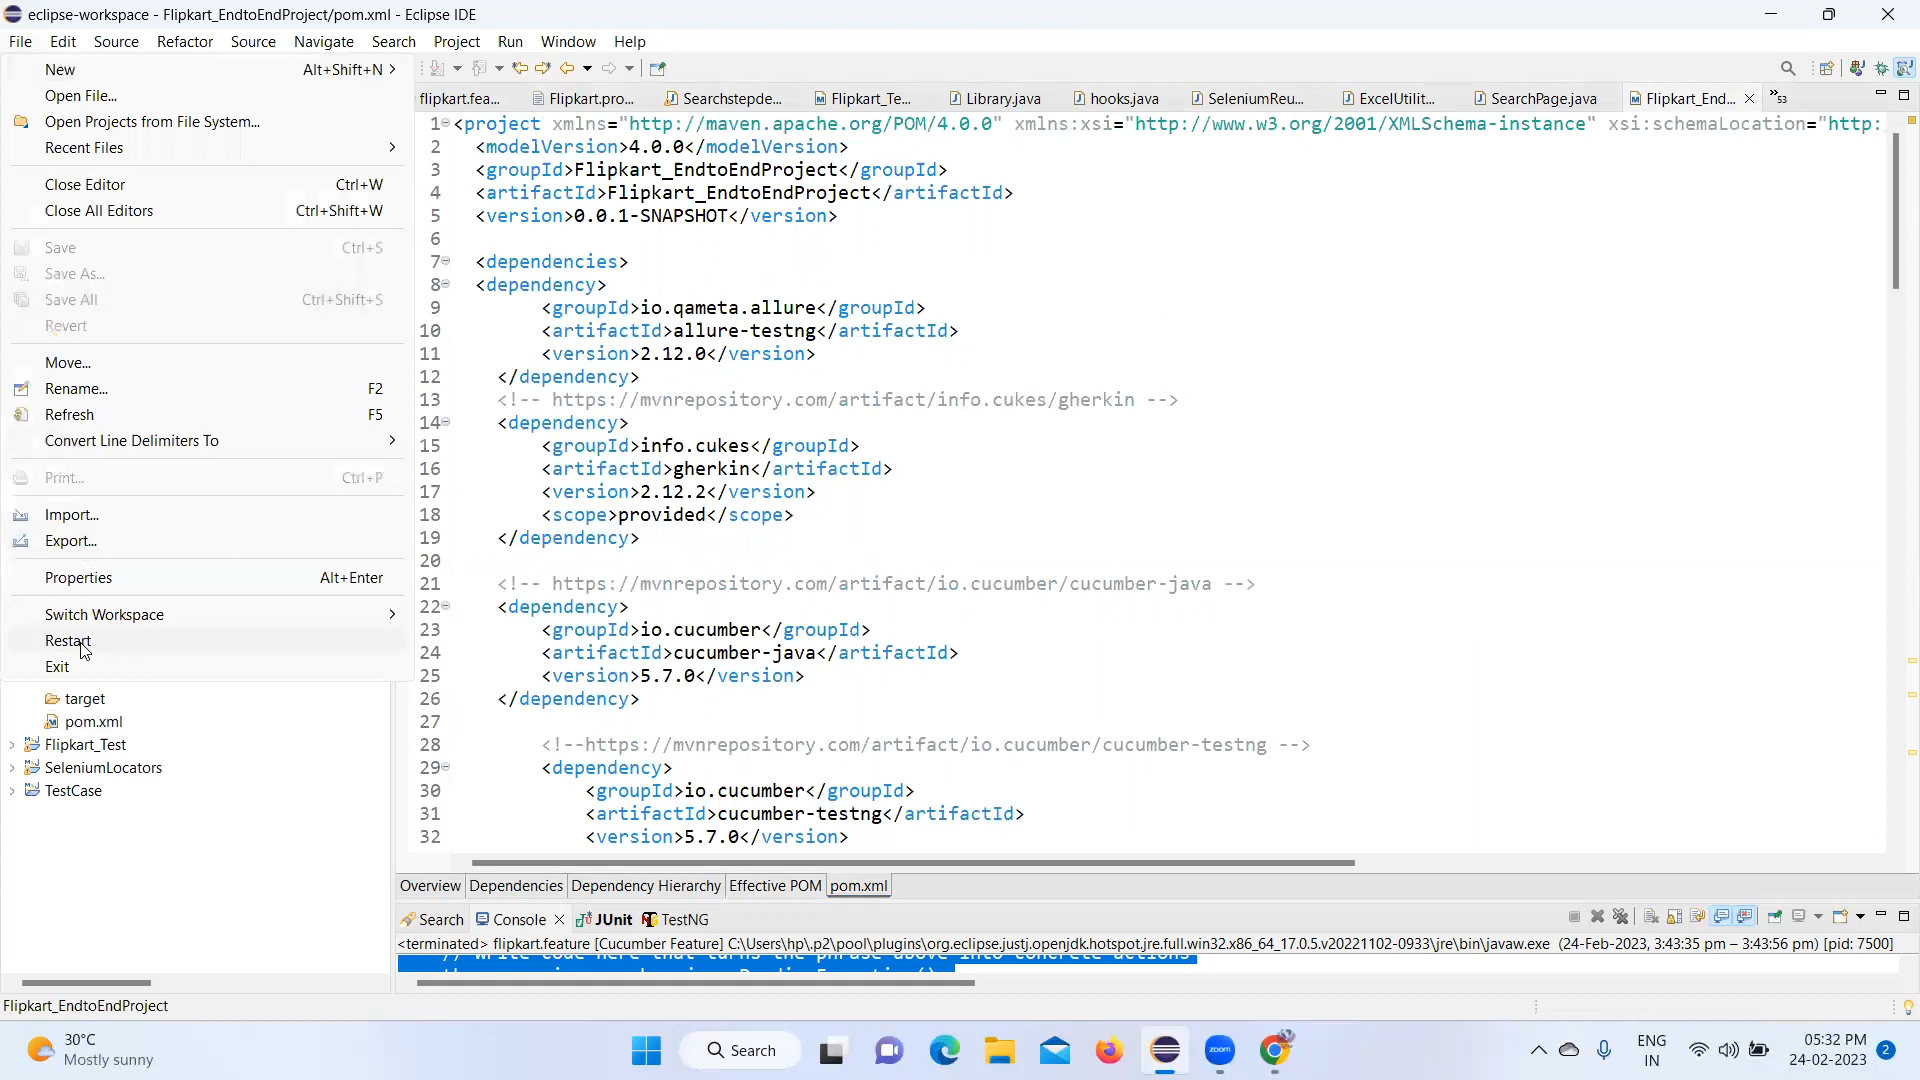 eclipse-workspace - Flipkart_EndtoEndProject/pom.xml - Eclipse IDE
File Edit Source Refactor Source Navigate Search Project Run Window Help
New Alt+Shift+N
Open File...
Open Projects from File System...
Recent Files
Close Editor Ctrl+W
Close All Editors Ctrl+Shift+W
Save Ctrl+S
Save As...
Save All Ctrl+Shift+S
Revert
Move...
Rename... F2
Refresh F5
Convert Line Delimiters To
Print... Ctrl+P
Import...
Export...
Properties Alt+Enter
Switch Workspace
Restart
Exit
target
pom.xml
Flipkart_Test
SeleniumLocators
TestCase
flipkart.fea... Flipkart.pro... Searchstepde... Flipkart_Te... Library.java hooks.java SeleniumReu... ExcelUtilit... SearchPage.java Flipkart_End... »53
1 <project xmlns="http://maven.apache.org/POM/4.0.0" xmlns:xsi="http://www.w3.org/2001/XMLSchema-instance" xsi:schemaLocation="http:
2 <modelVersion>4.0.0</modelVersion>
3 <groupId>Flipkart_EndtoEndProject</groupId>
4 <artifactId>Flipkart_EndtoEndProject</artifactId>
5 <version>0.0.1-SNAPSHOT</version>
6
7 <dependencies>
8 <dependency>
9 <groupId>io.qameta.allure</groupId>
10 <artifactId>allure-testng</artifactId>
11 <version>2.12.0</version>
12 </dependency>
13 <!-- https://mvnrepository.com/artifact/info.cukes/gherkin -->
14 <dependency>
15 <groupId>info.cukes</groupId>
16 <artifactId>gherkin</artifactId>
17 <version>2.12.2</version>
18 <scope>provided</scope>
19 </dependency>
20
21 <!-- https://mvnrepository.com/artifact/io.cucumber/cucumber-java -->
22 <dependency>
23 <groupId>io.cucumber</groupId>
24 <artifactId>cucumber-java</artifactId>
25 <version>5.7.0</version>
26 </dependency>
27
28 <!--https://mvnrepository.com/artifact/io.cucumber/cucumber-testng -->
29 <dependency>
30 <groupId>io.cucumber</groupId>
31 <artifactId>cucumber-testng</artifactId>
32 <version>5.7.0</version>
Overview Dependencies Dependency Hierarchy Effective POM pom.xml
Search Console JUnit TestNG
<terminated> flipkart.feature [Cucumber Feature] C:\Users\hp\.p2\pool\plugins\org.eclipse.justj.openjdk.hotspot.jre.full.win32.x86_64_17.0.5.v20221102-0933\jre\bin\javaw.exe (24-Feb-2023, 3:43:35 pm – 3:43:56 pm) [pid: 7500]
// Write code here that turns the phrase above into concrete actions
Flipkart_EndtoEndProject
30°C
Mostly sunny
Search
zoom
ENG
IN
05:32 PM
24-02-2023
2